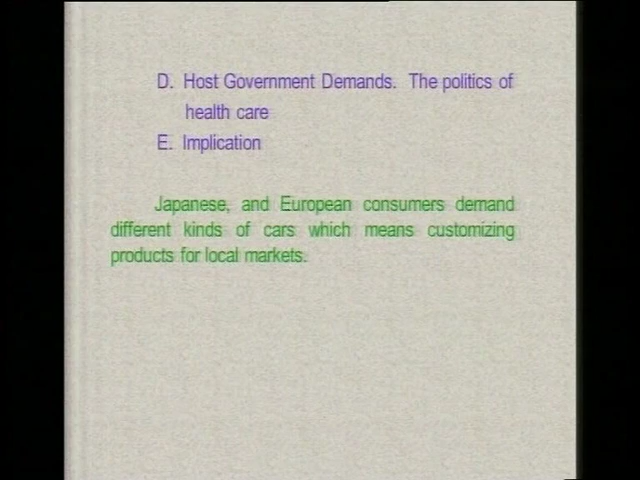 D. Host Government Demands. The politics of
health care
E. Implication
Japanese, and European consumers demand
different kinds of cars which means customizing
products for local markets.